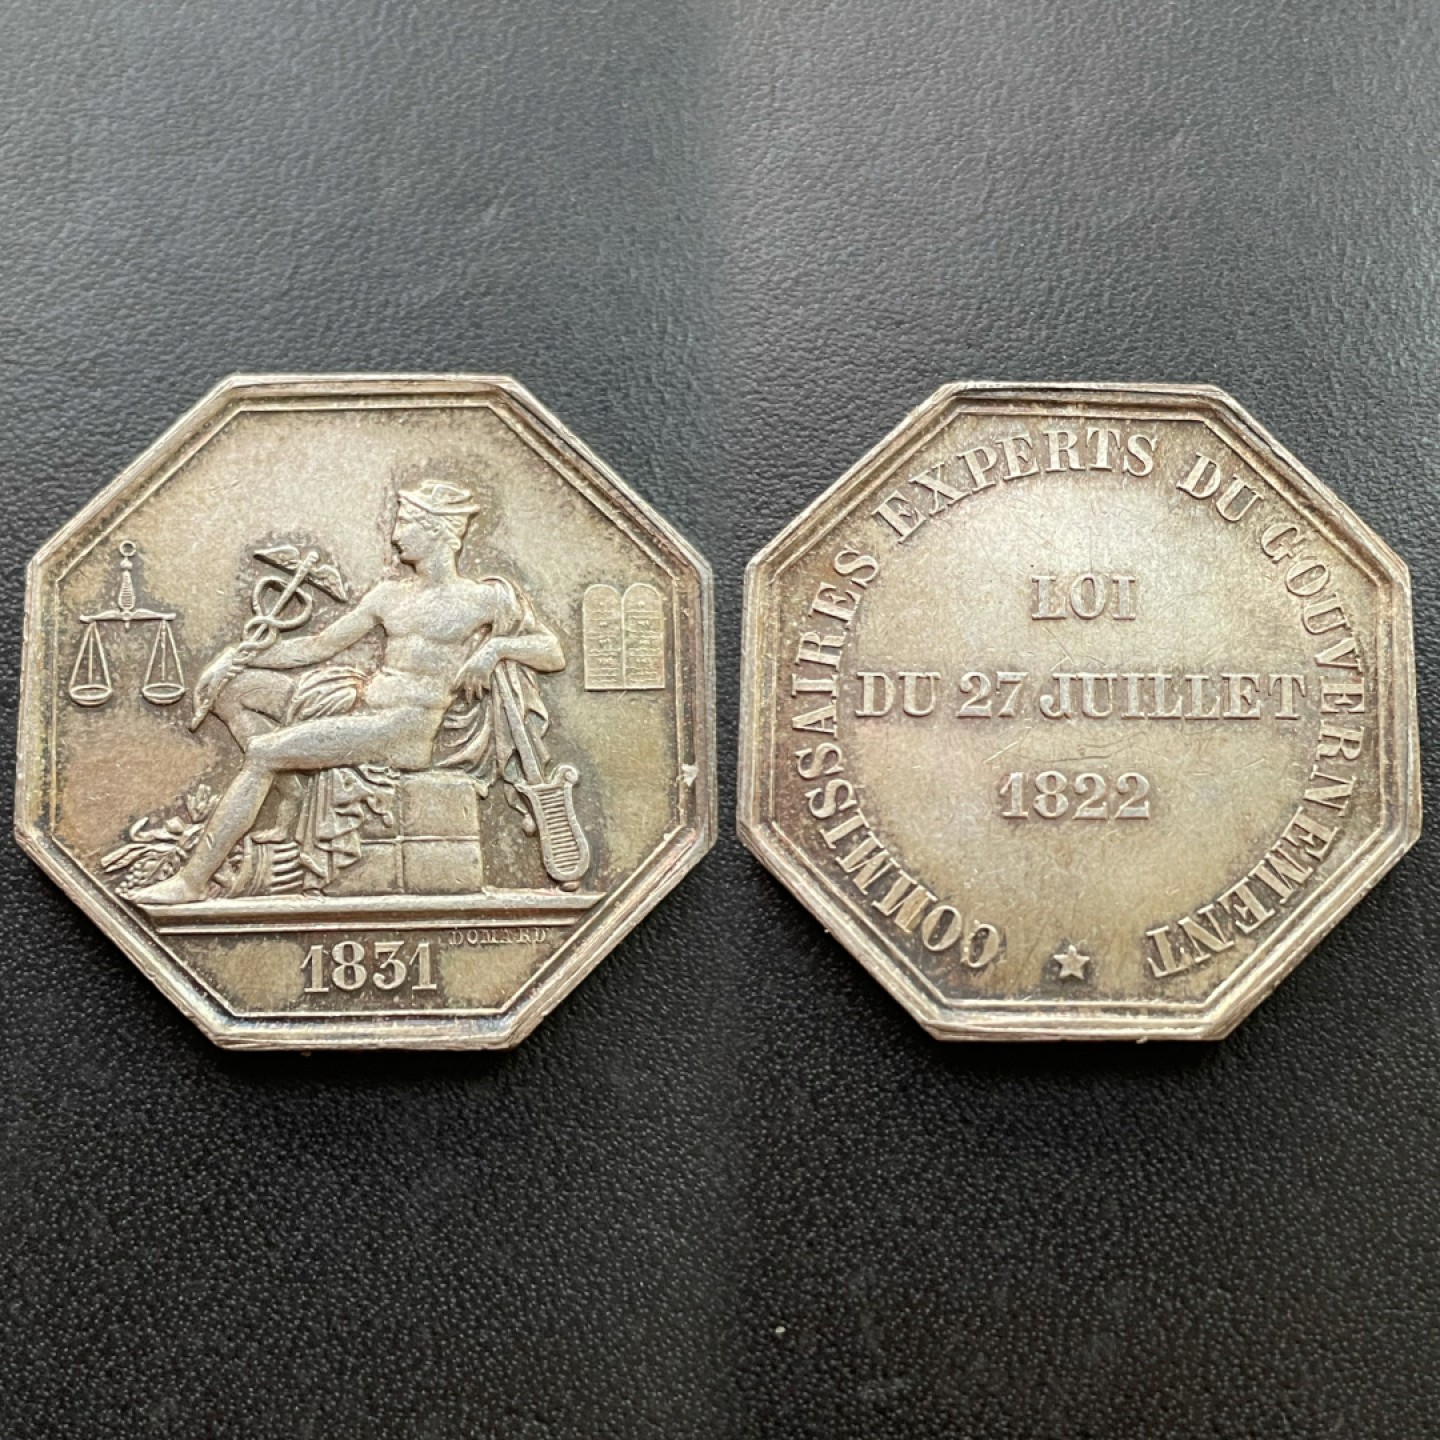 1831
DOMARD
COMMISSAIRES EXPERTS DU GOUVERNEMENT
LOI
DU 27 JUILLET
1822